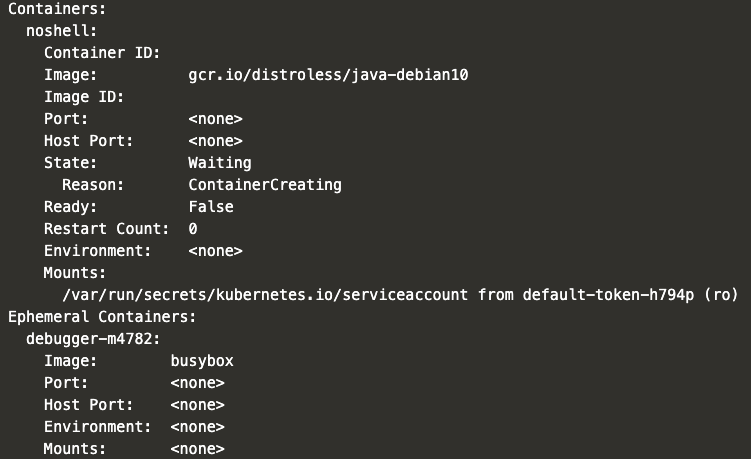 Containers:
  noshell:
    Container ID:
    Image:          gcr.io/distroless/java-debian10
    Image ID:
    Port:           <none>
    Host Port:      <none>
    State:          Waiting
      Reason:       ContainerCreating
    Ready:          False
    Restart Count:  0
    Environment:    <none>
    Mounts:
      /var/run/secrets/kubernetes.io/serviceaccount from default-token-h794p (ro)
Ephemeral Containers:
  debugger-m4782:
    Image:        busybox
    Port:         <none>
    Host Port:    <none>
    Environment:  <none>
    Mounts:       <none>